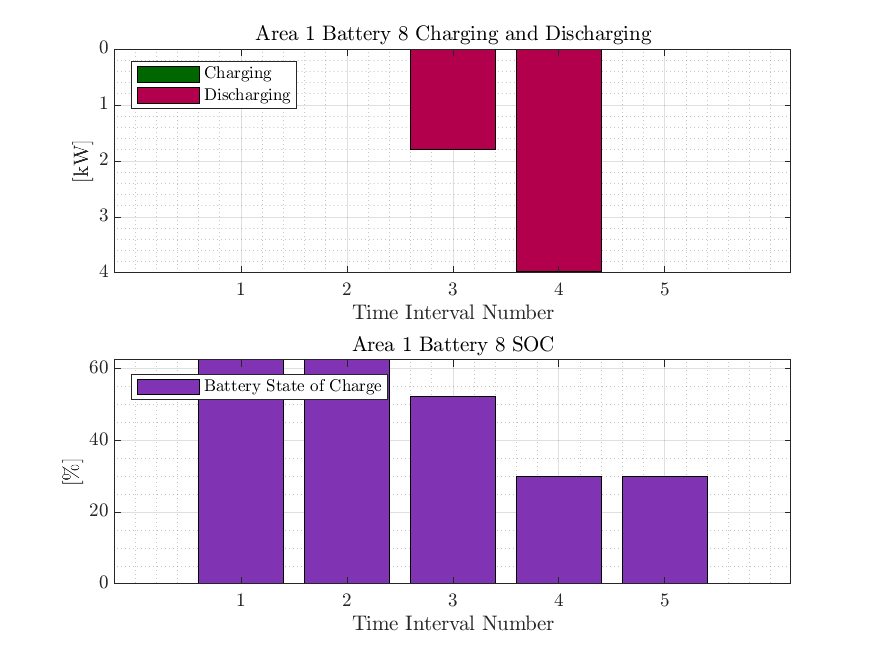 Area 1 Battery 8 Charging and Discharging
0
1
2
3
4
[kW]
Charging
Discharging
1 2 3 4 5
Time Interval Number
Area 1 Battery 8 SOC
60
40
20
0
[%]
Battery State of Charge
1 2 3 4 5
Time Interval Number